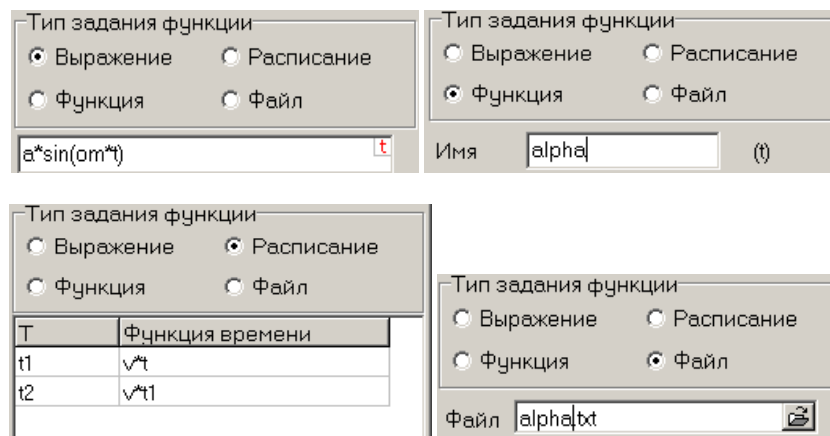 Тип задания функции
Выражение Расписание
Функция Файл
a*sin(om*t) t
Тип задания функции
Выражение Расписание
Функция Файл
Имя alpha (t)
Тип задания функции
Выражение Расписание
Функция Файл
T Функция времени
t1 v*t
t2 v*t1
Тип задания функции
Выражение Расписание
Функция Файл
Файл alpha.txt